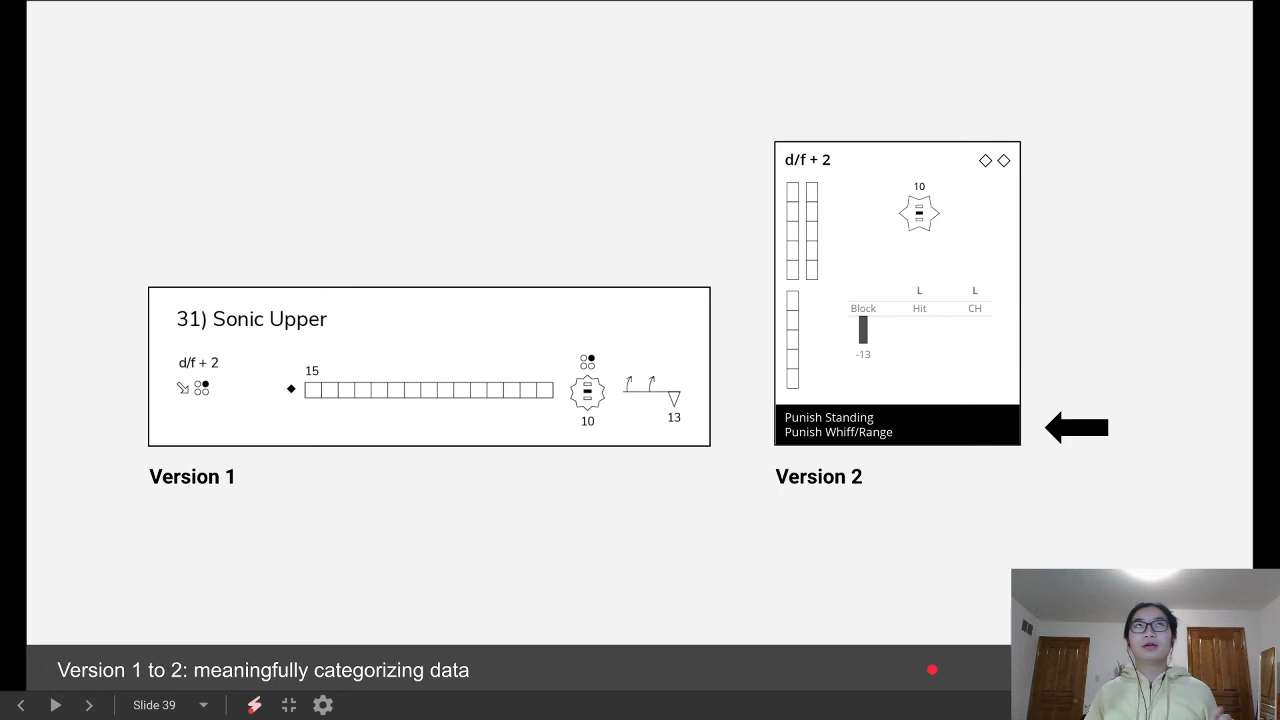 31) Sonic Upper
d/f + 2
15
10
13
Version 1
d/f + 2
10
L
L
Block
Hit
CH
-13
Punish Standing
Punish Whiff/Range
Version 2
Version 1 to 2: meaningfully categorizing data
Slide 39